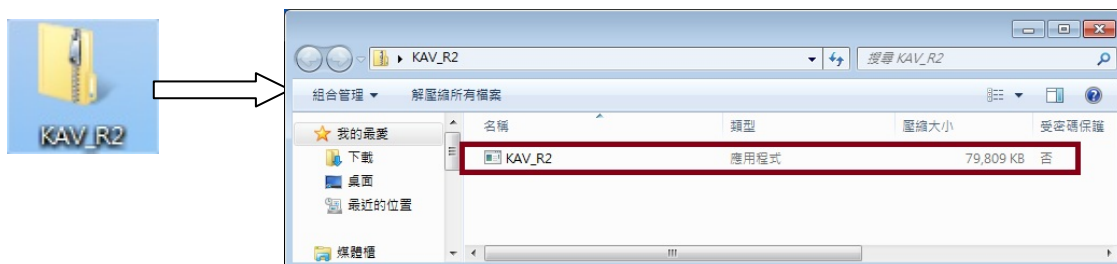 KAV_R2
KAV_R2
搜尋 KAV_R2
組合管理
解壓縮所有檔案
我的最愛
下載
桌面
最近的位置
媒體櫃
名稱
類型
壓縮大小
受密碼保護
KAV_R2
應用程式
79,809 KB
否